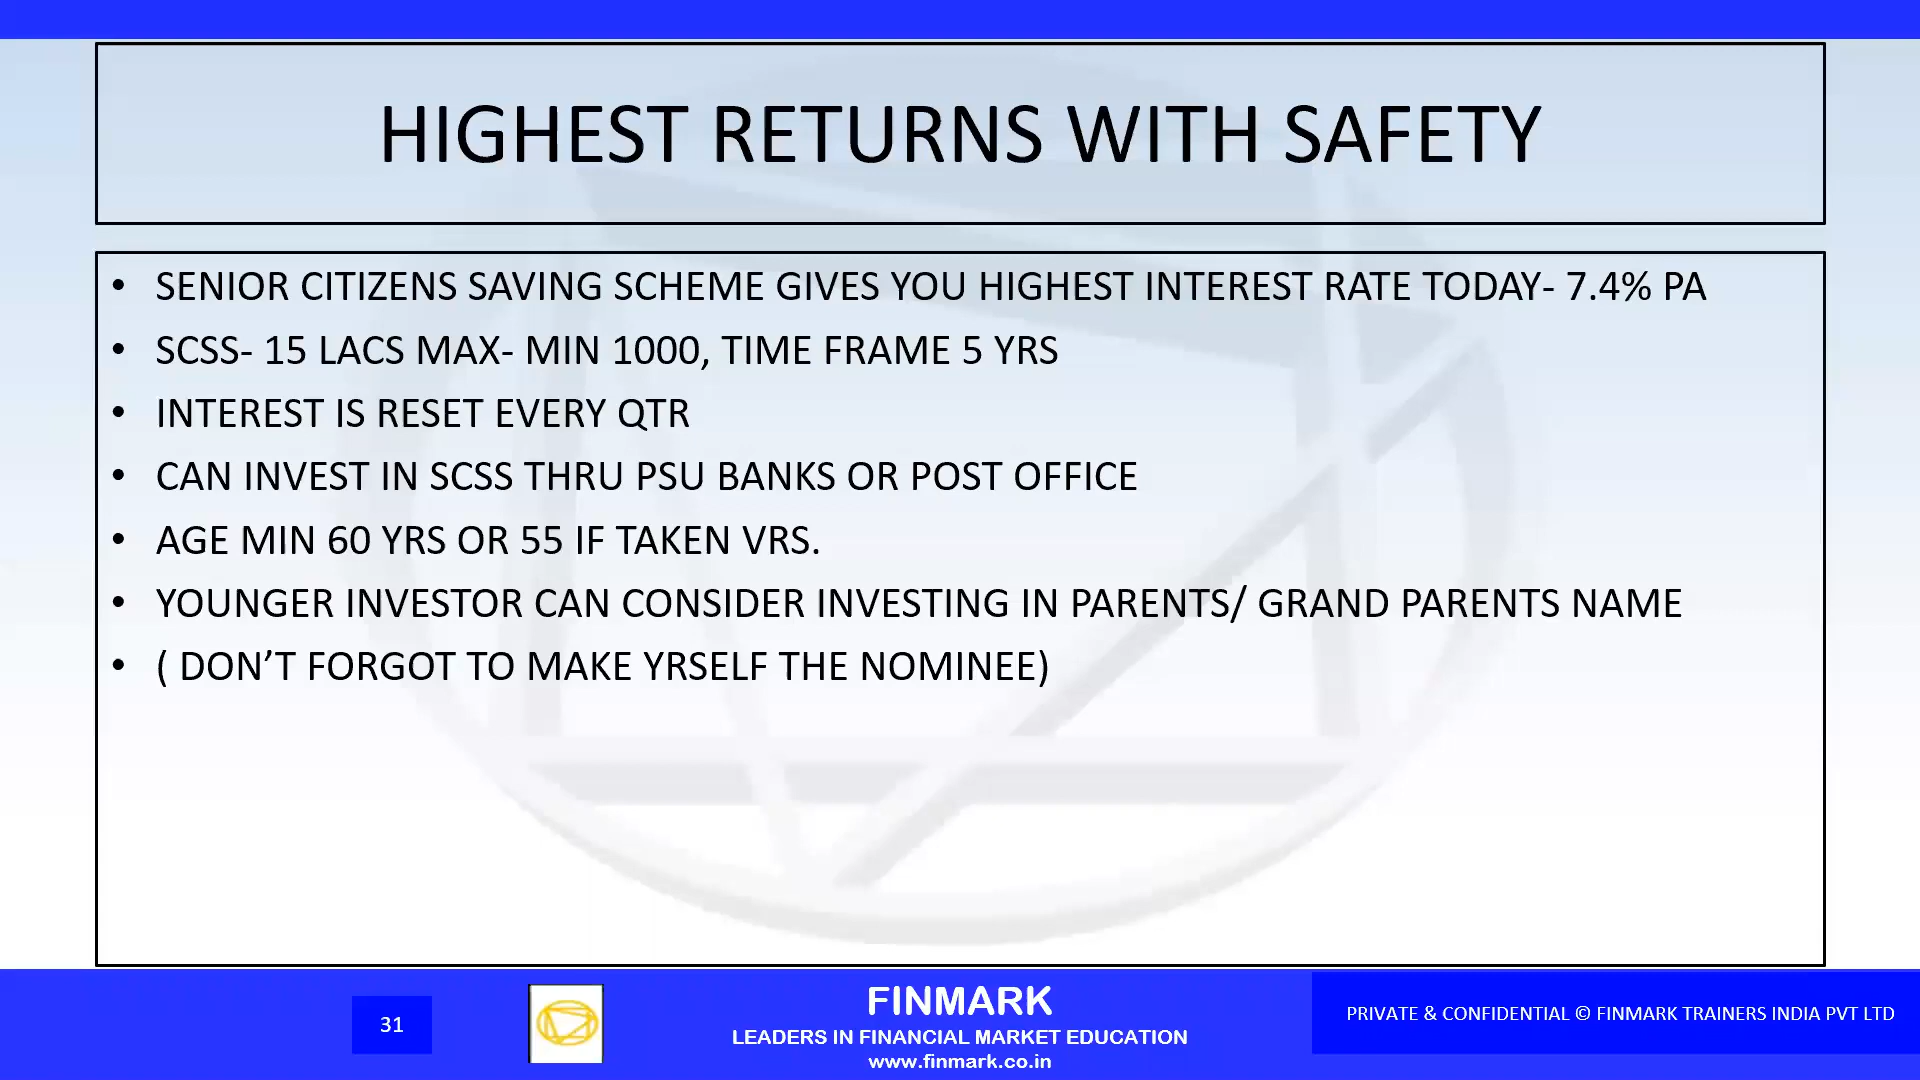 HIGHEST RETURNS WITH SAFETY
• SENIOR CITIZENS SAVING SCHEME GIVES YOU HIGHEST INTEREST RATE TODAY- 7.4% PA
• SCSS- 15 LACS MAX- MIN 1000, TIME FRAME 5 YRS
• INTEREST IS RESET EVERY QTR
• CAN INVEST IN SCSS THRU PSU BANKS OR POST OFFICE
• AGE MIN 60 YRS OR 55 IF TAKEN VRS.
• YOUNGER INVESTOR CAN CONSIDER INVESTING IN PARENTS/ GRAND PARENTS NAME
• ( DON’T FORGOT TO MAKE YRSELF THE NOMINEE)
31
FINMARK
LEADERS IN FINANCIAL MARKET EDUCATION
www.finmark.co.in
PRIVATE & CONFIDENTIAL © FINMARK TRAINERS INDIA PVT LTD